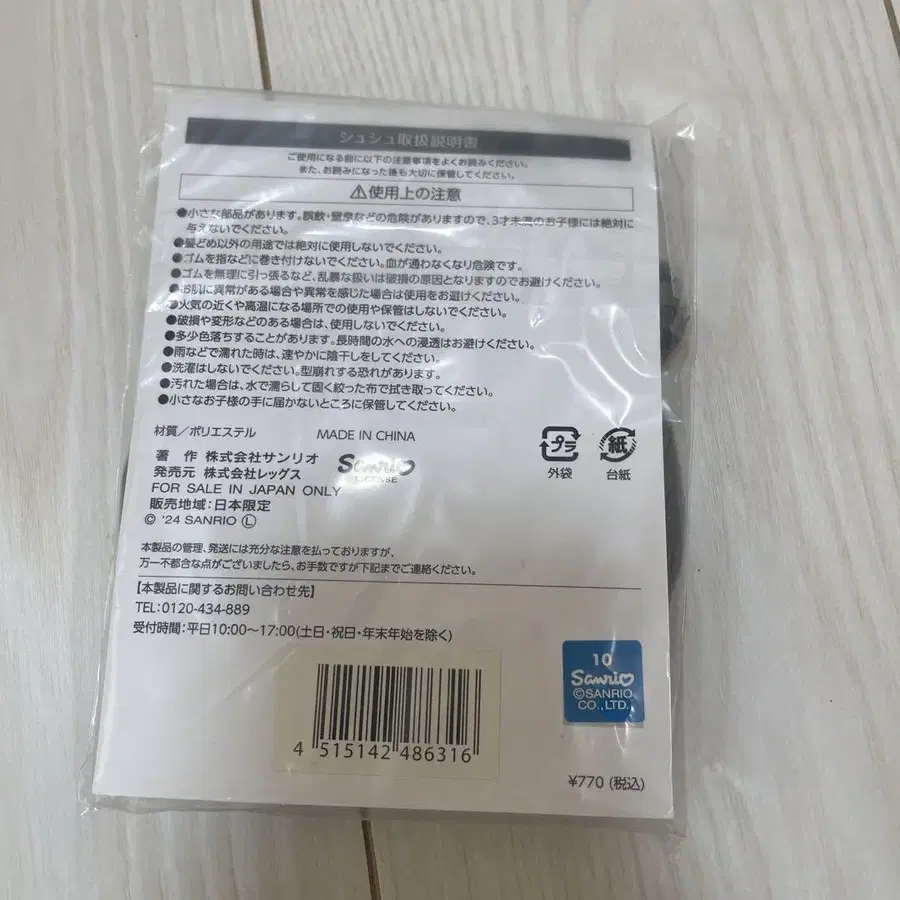 シュシュ取扱説明書
ご使用になる前に以下の注意事項をよくお読みください。
また、お読みになった後も大切に保管してください。
⚠使用上の注意
●小さな部品があります。誤飲・窒息などの危険がありますので、3才未満のお子様には絶対に
与えないでください。
●髪どめ以外の用途では絶対に使用しないでください。
●ゴムを指などに巻き付けないでください。血が通わなくなり危険です。
●ゴムを無理に引っ張るなど、乱暴な扱いは破損の原因となりますのでお避けください。
●お肌に異常がある場合や異常を感じた場合は使用をお避けください。
●火気の近くや高温になる場所での使用や保管はしないでください。
●破損や変形などのある場合は、使用しないでください。
●多少色落ちすることがあります。長時間の水への浸透はお避けください。
●雨などで濡れた時は、速やかに陰干しをしてください。
●洗濯はしないでください。型崩れする恐れがあります。
●汚れた場合は、水で濡らして固く絞った布で拭き取ってください。
●小さなお子様の手に届かないところに保管してください。
材質／ポリエステル MADE IN CHINA
著 作 株式会社サンリオ
発売元 株式会社レッグス
Sanrio
LICENSE
プラ
外袋
紙
台紙
FOR SALE IN JAPAN ONLY
販売地域:日本限定
© '24 SANRIO Ⓛ
本製品の管理、発送には充分な注意を払っておりますが、
万一不都合な点がございましたら、お手数ですが下記までご連絡ください。
【本製品に関するお問い合わせ先】
TEL:0120-434-889
受付時間:平日10:00～17:00(土日・祝日・年末年始を除く)
10
Sanrio
©SANRIO
CO.,LTD.
4 515142 486316
¥770 (税込)